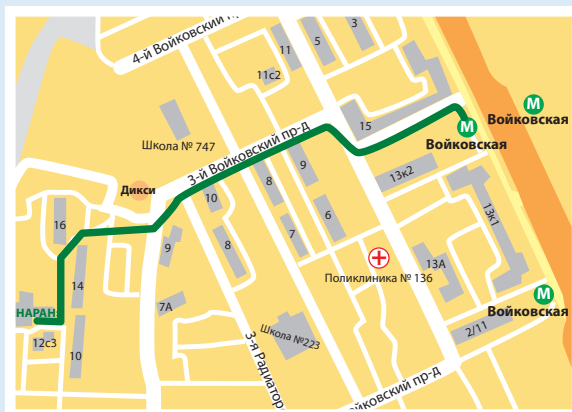 4-й Войковский пр
3
5
11
11с2
15
М
М
Войковская
Войковская
Школа № 747
3-й Войковский пр-д
9
13к2
Дикси
8
10
13к1
16
6
7
8
9
13А
Поликлиника № 136
14
М
НАРАН
7А
Войковская
2/11
12с3
Школа №223
10
3-я Радиатор
Войковский пр-д